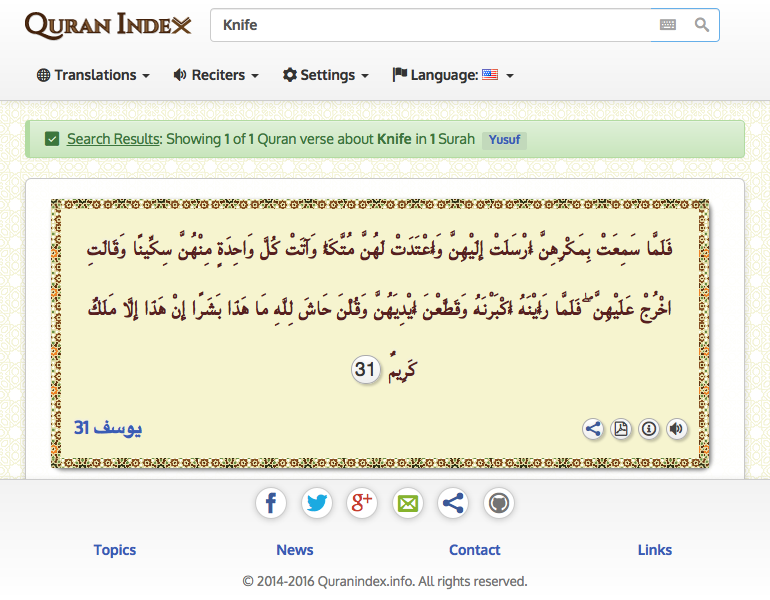 QURAN INDEX
Knife
Translations
Reciters
Settings
Language:
Search Results: Showing 1 of 1 Quran verse about Knife in 1 Surah Yusuf
فَلَمَّا سَمِعَتْ بِمَكْرِهِنَّ أَرْسَلَتْ إِلَيْهِنَّ وَأَعْتَدَتْ لَهُنَّ مُتَّكَأً وَآتَتْ كُلَّ وَاحِدَةٍ مِنْهُنَّ سِكِّينًا وَقَالَتِ
اخْرُجْ عَلَيْهِنَّ ۖ فَلَمَّا رَأَيْنَهُ أَكْبَرْنَهُ وَقَطَّعْنَ أَيْدِيَهُنَّ وَقُلْنَ حَاشَ لِلَّهِ مَا هَذَا بَشَرًا إِنْ هَذَا إِلَّا مَلَكٌ
كَرِيمٌ 31
يوسف 31
f g+
Topics News Contact Links
© 2014-2016 Quranindex.info. All rights reserved.